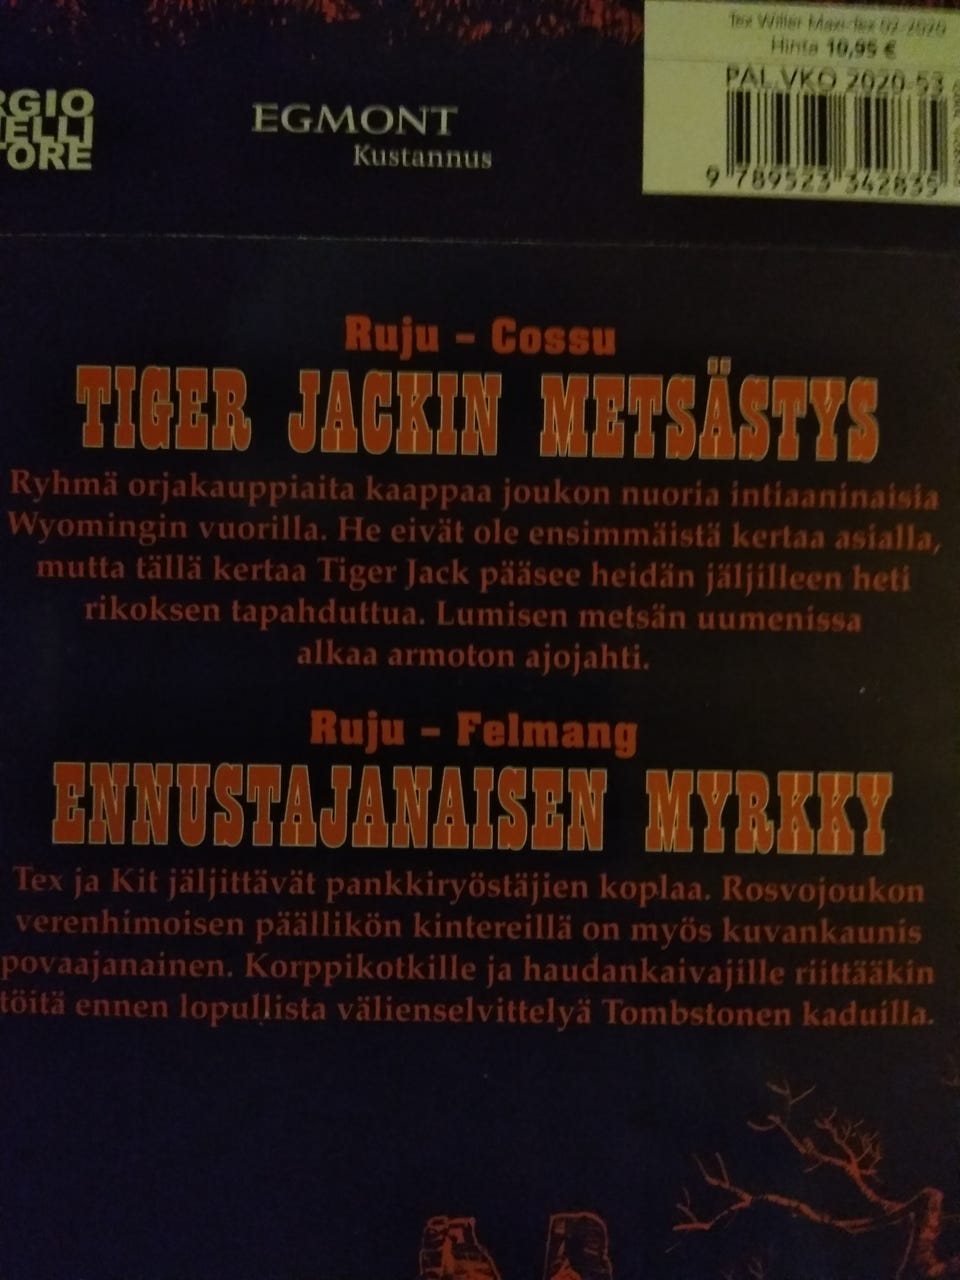 Tex Willer Maxi-Tex 02-2020
Hinta 10,95 €
PAL.VKO 2020-53
9 789523 342835
RGIO
ELLI
TORE
EGMONT
Kustannus
Ruju – Cossu
TIGER JACKIN METSÄSTYS
Ryhmä orjakauppiaita kaappaa joukon nuoria intiaaninaisia
Wyomingin vuorilla. He eivät ole ensimmäistä kertaa asialla,
mutta tällä kertaa Tiger Jack pääsee heidän jäljilleen heti
rikoksen tapahduttua. Lumisen metsän uumenissa
alkaa armoton ajojahti.
Ruju – Felmang
ENNUSTAJANAISEN MYRKKY
Tex ja Kit jäljittävät pankkiryöstäjien koplaa. Rosvojoukon
verenhimoisen päällikön kintereillä on myös kuvankaunis
povaajanainen. Korppikotkille ja haudankaivajille riittääkin
töitä ennen lopullista välienselvittelyä Tombstonen kaduilla.